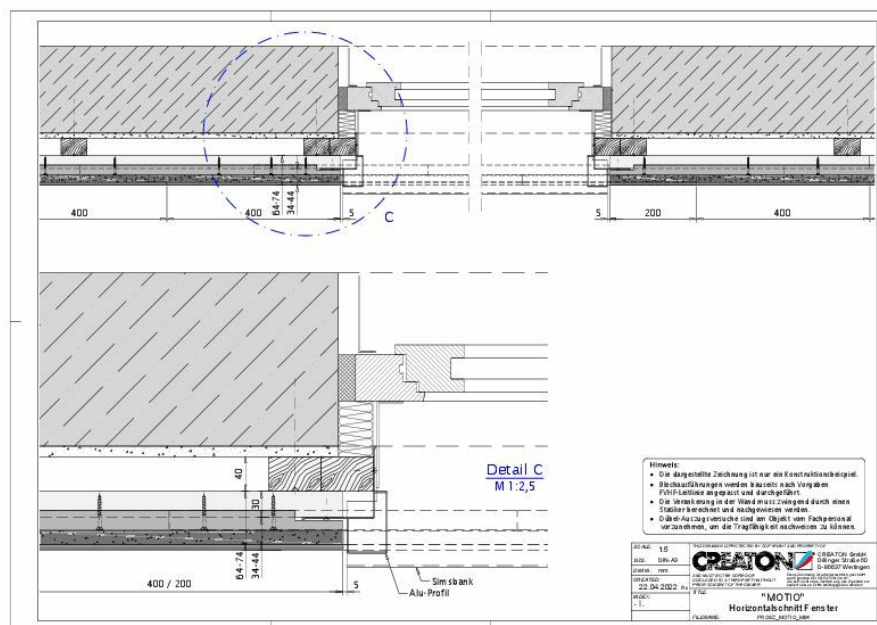 400
400
64-74
34-44
5
C
5
200
400
Detail C
M 1:2,5
40
30
64-74
34-44
400 / 200
5
Simsbank
Alu-Profil
Hinweis:
• Die dargestellte Zeichnung ist nur ein Konstruktionsbeispiel.
• Blechausführungen werden bauseits nach Vorgaben
FVHF-Leitlinie angepasst und durchgeführt.
• Die Verankerung in der Wand muss zwingend durch einen
Statiker berechnet und nachgewiesen werden.
• Dübel-Auszugsversuche sind am Objekt vom Fachpersonal
vorzunehmen, um die Tragfähigkeit nachweisen zu können.
SCALE: 1:5
SIZE: DIN-A3
mm
CREATED:
22.04.2022
CREATON
CREATON GmbH
Dillinger Straße 60
D-86637 Wertingen
TITLE:
"MOTIO"
Horizontalschnitt Fenster
FILENAME: